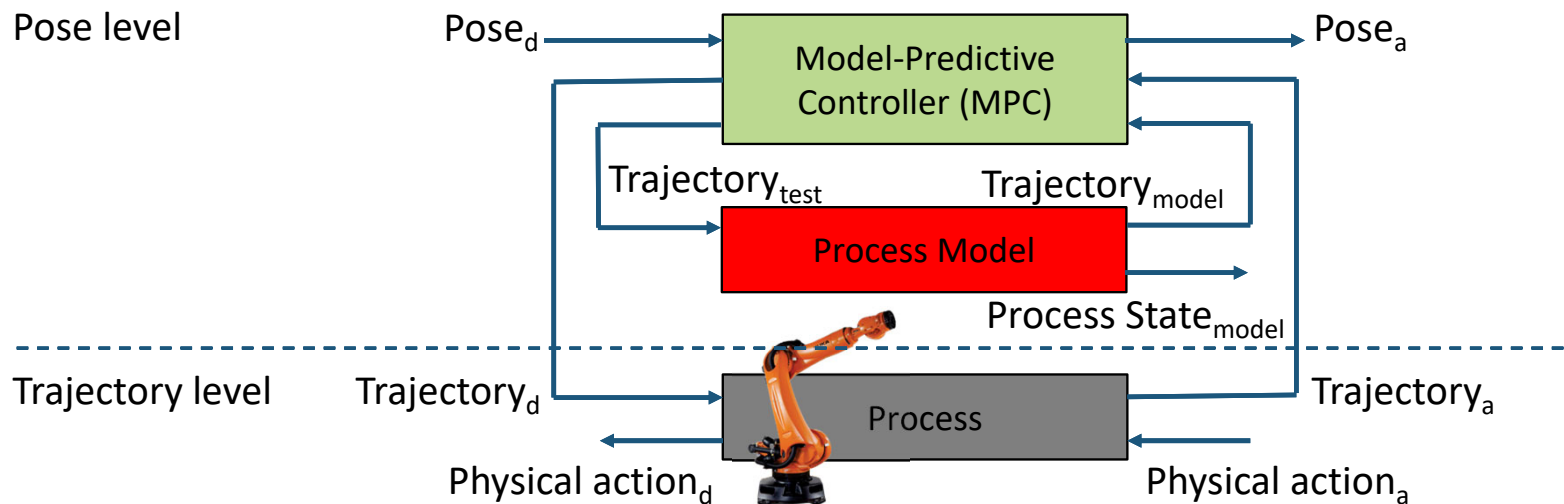 Pose level
Pose_d
Model-Predictive
Controller (MPC)
Pose_a
Trajectory_test
Trajectory_model
Process Model
Process State_model
Trajectory level
Trajectory_d
Process
Trajectory_a
Physical action_d
Physical action_a